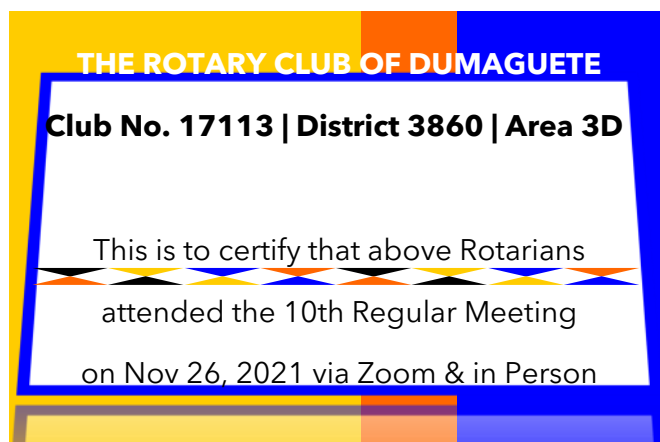 THE ROTARY CLUB OF DUMAGUETE
Club No. 17113 | District 3860 | Area 3D
This is to certify that above Rotarians
attended the 10th Regular Meeting
on Nov 26, 2021 via Zoom & in Person